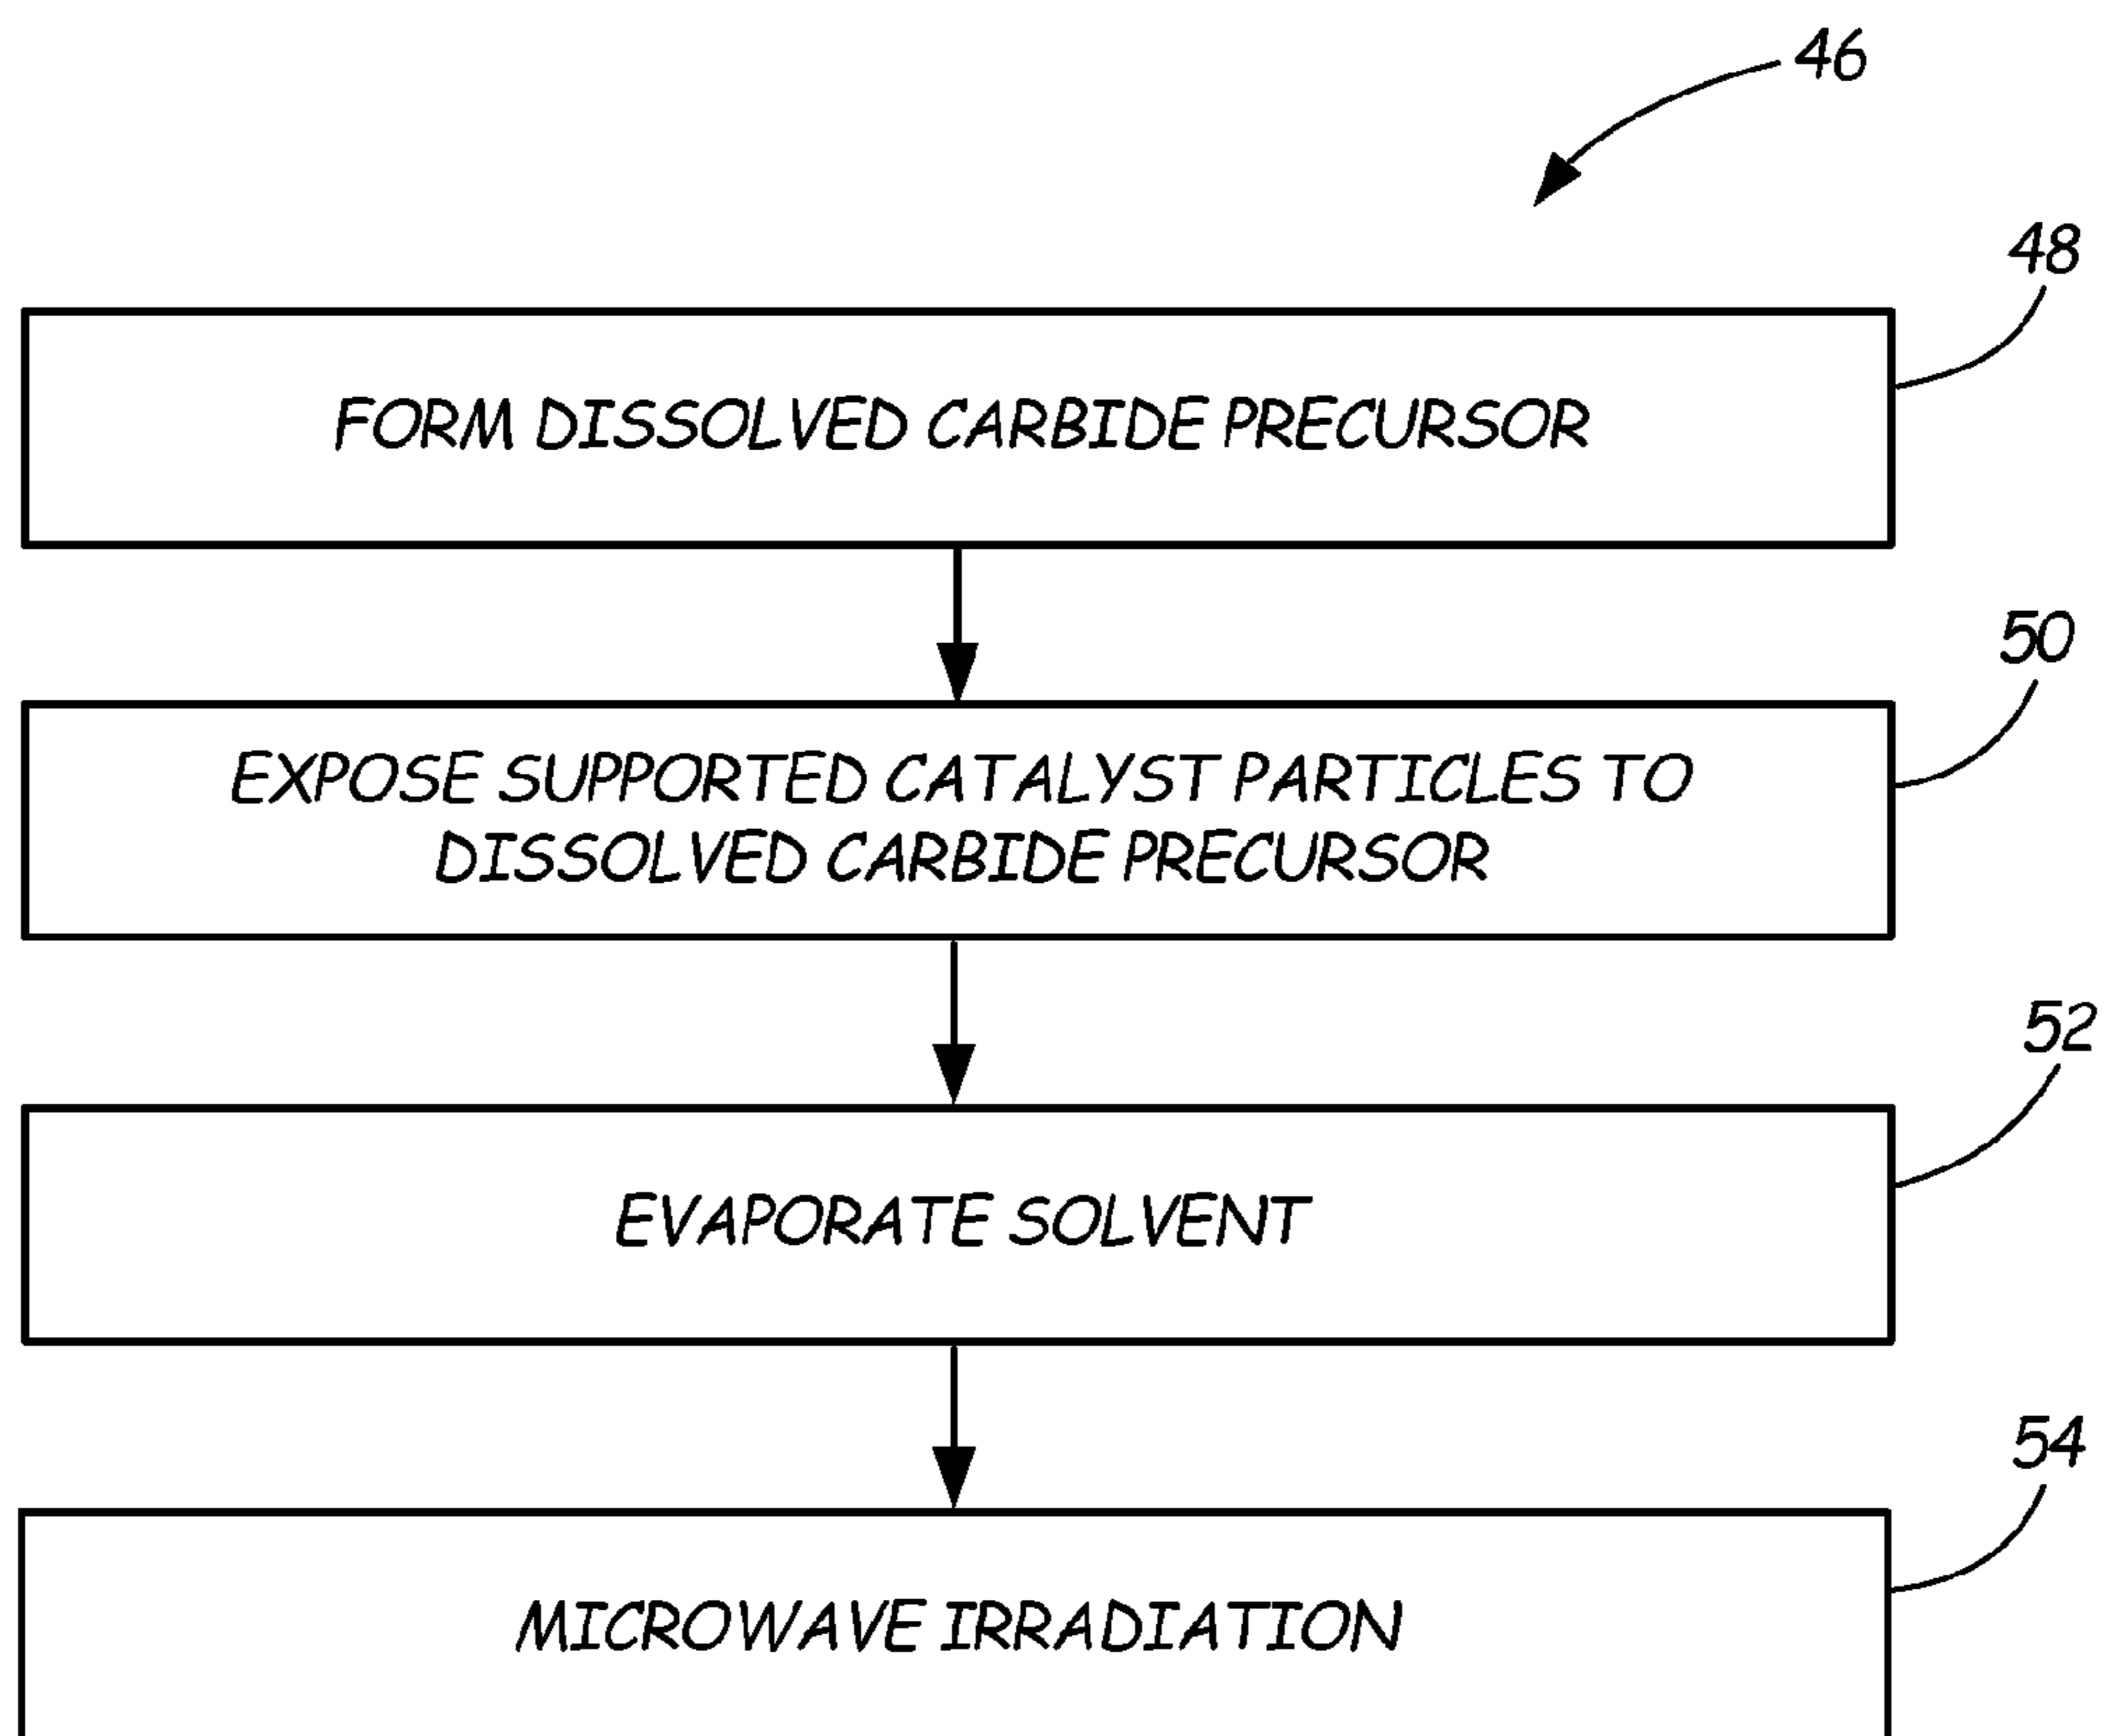 46
48
FORM DISSOLVED CARBIDE PRECURSOR
50
EXPOSE SUPPORTED CATALYST PARTICLES TO
DISSOLVED CARBIDE PRECURSOR
52
EVAPORATE SOLVENT
54
MICROWAVE IRRADIATION